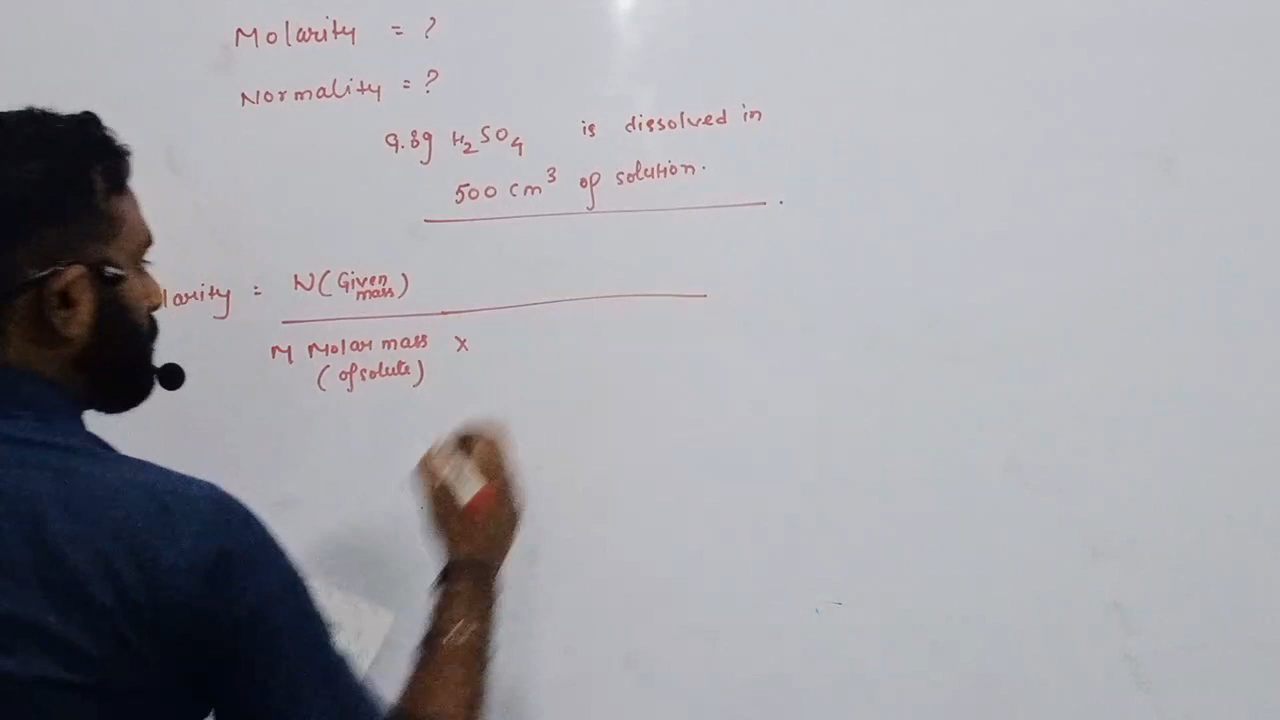 Molarity = ?
Normality = ?
9.8g H₂SO₄ is dissolved in
500 cm³ of solution.
larity = W(Given mass)
M Molar mass x
(of solute)